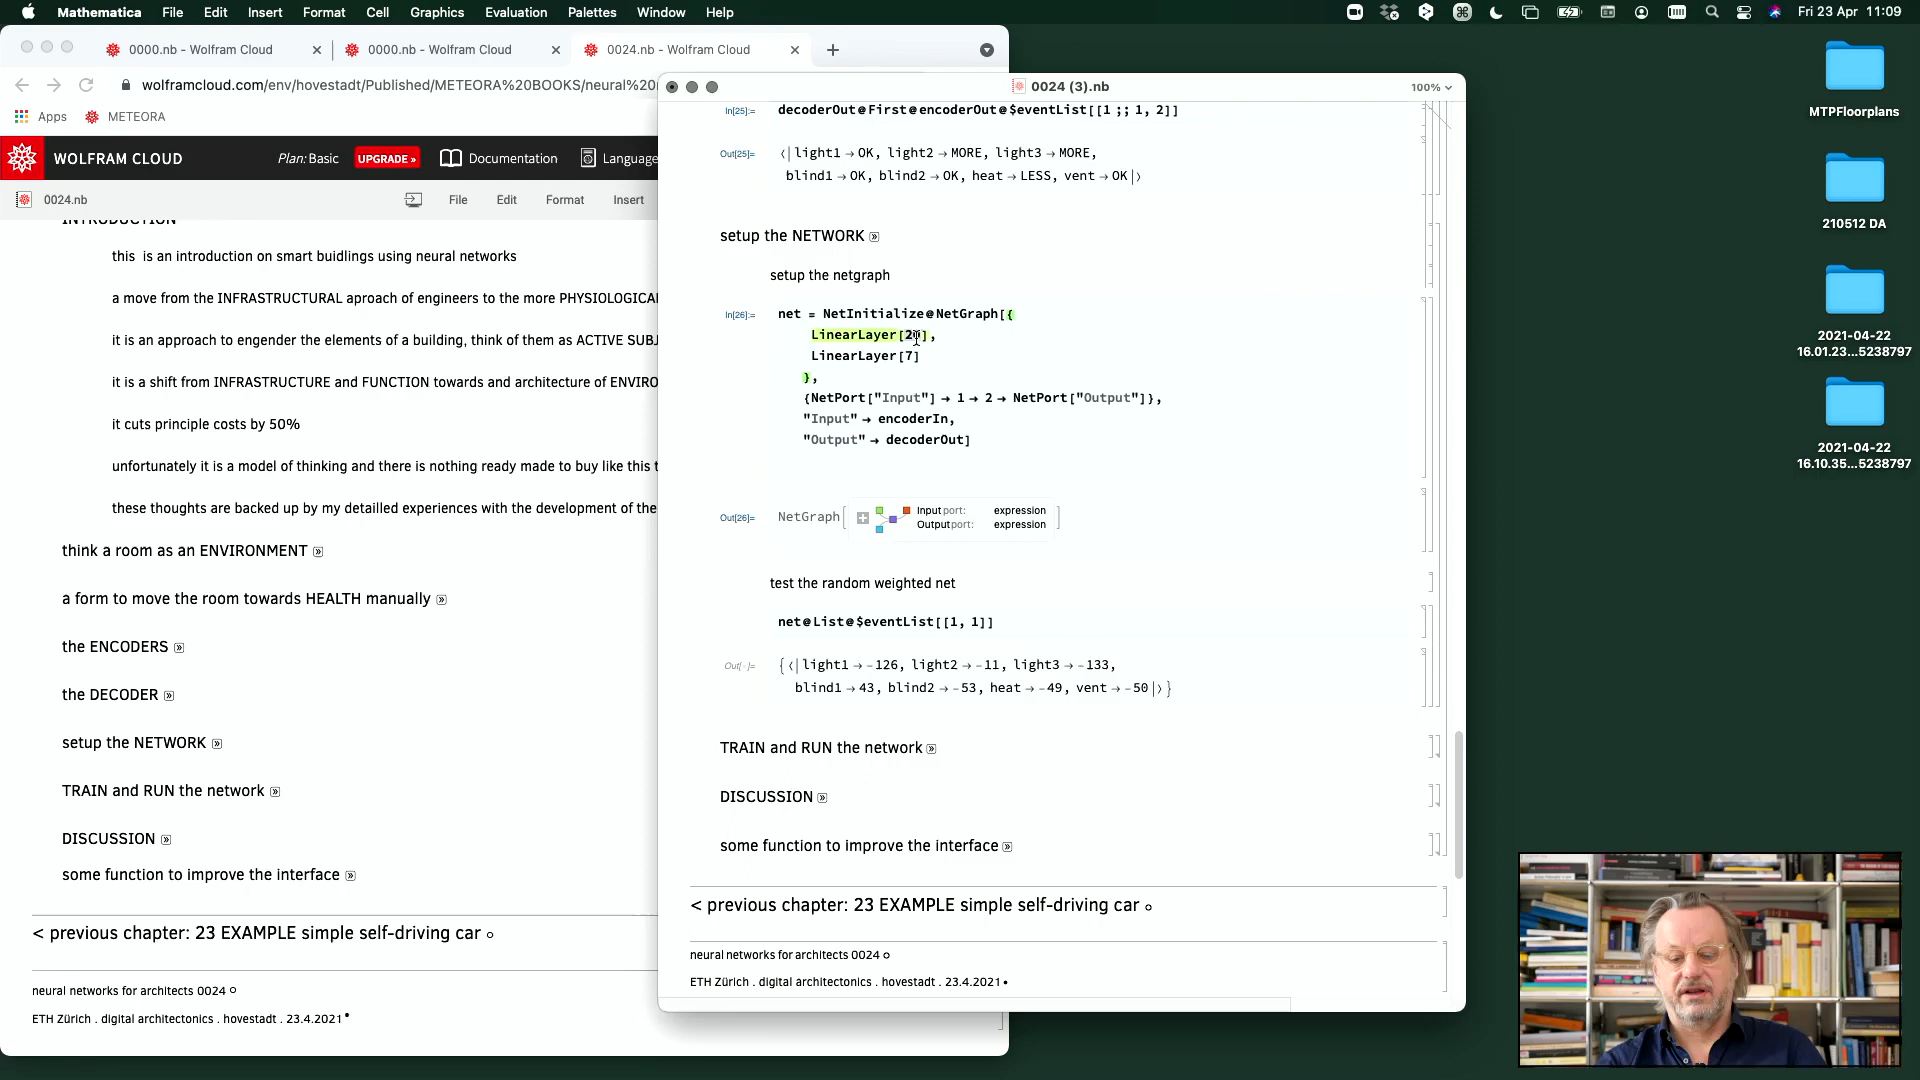 Mathematica File Edit Insert Format Cell Graphics Evaluation Palettes Window Help
Fri 23 Apr 11:09
0000.nb - Wolfram Cloud
0000.nb - Wolfram Cloud
0024.nb - Wolfram Cloud
wolframcloud.com/env/hovestadt/Published/METEORA%20BOOKS/neural%20
Apps METEORA
WOLFRAM CLOUD Plan: Basic UPGRADE » Documentation Language
0024.nb File Edit Format Insert
INTRODUCTION
this is an introduction on smart buidlings using neural networks
a move from the INFRASTRUCTURAL aproach of engineers to the more PHYSIOLOGICA
it is an approach to engender the elements of a building, think of them as ACTIVE SUBJ
it is a shift from INFRASTRUCTURE and FUNCTION towards and architecture of ENVIRO
it cuts principle costs by 50%
unfortunately it is a model of thinking and there is nothing ready made to buy like this t
these thoughts are backed up by my detailled experiences with the development of the
think a room as an ENVIRONMENT »
a form to move the room towards HEALTH manually »
the ENCODERS »
the DECODER »
setup the NETWORK »
TRAIN and RUN the network »
DISCUSSION »
some function to improve the interface »
< previous chapter: 23 EXAMPLE simple self-driving car
neural networks for architects 0024
ETH Zürich . digital architectonics . hovestadt . 23.4.2021
0024 (3).nb
100%
In[25]:= decoderOut@First@encoderOut@$eventList[[1 ;; 1, 2]]
Out[25]= <| light1 → OK, light2 → MORE, light3 → MORE,
blind1 → OK, blind2 → OK, heat → LESS, vent → OK |>
setup the NETWORK »
setup the netgraph
In[26]:= net = NetInitialize@NetGraph[{
LinearLayer[20],
LinearLayer[7]
},
{NetPort["Input"] → 1 → 2 → NetPort["Output"]},
"Input" → encoderIn,
"Output" → decoderOut]
Out[26]= NetGraph[ Input port: expression
Output port: expression ]
test the random weighted net
net@List@$eventList[[1, 1]]
Out[·]= {<| light1 → -126, light2 → -11, light3 → -133,
blind1 → 43, blind2 → -53, heat → -49, vent → -50 |>}
TRAIN and RUN the network »
DISCUSSION »
some function to improve the interface »
< previous chapter: 23 EXAMPLE simple self-driving car
neural networks for architects 0024
ETH Zürich . digital architectonics . hovestadt . 23.4.2021
MTPFloorplans
210512 DA
2021-04-22
16.01.23...5238797
2021-04-22
16.10.35...5238797